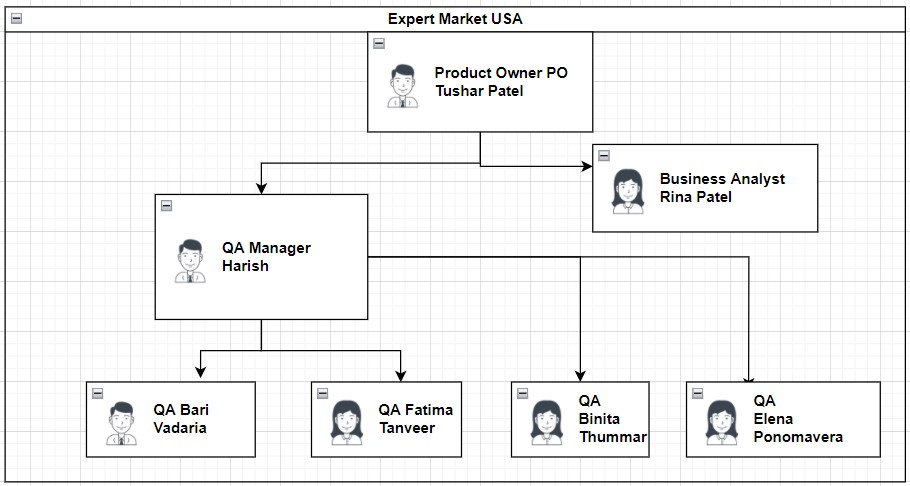 Expert Market USA
Product Owner PO
Tushar Patel
Business Analyst
Rina Patel
QA Manager
Harish
QA Bari
Vadaria
QA Fatima
Tanveer
QA
Binita
Thummar
QA
Elena
Ponomavera